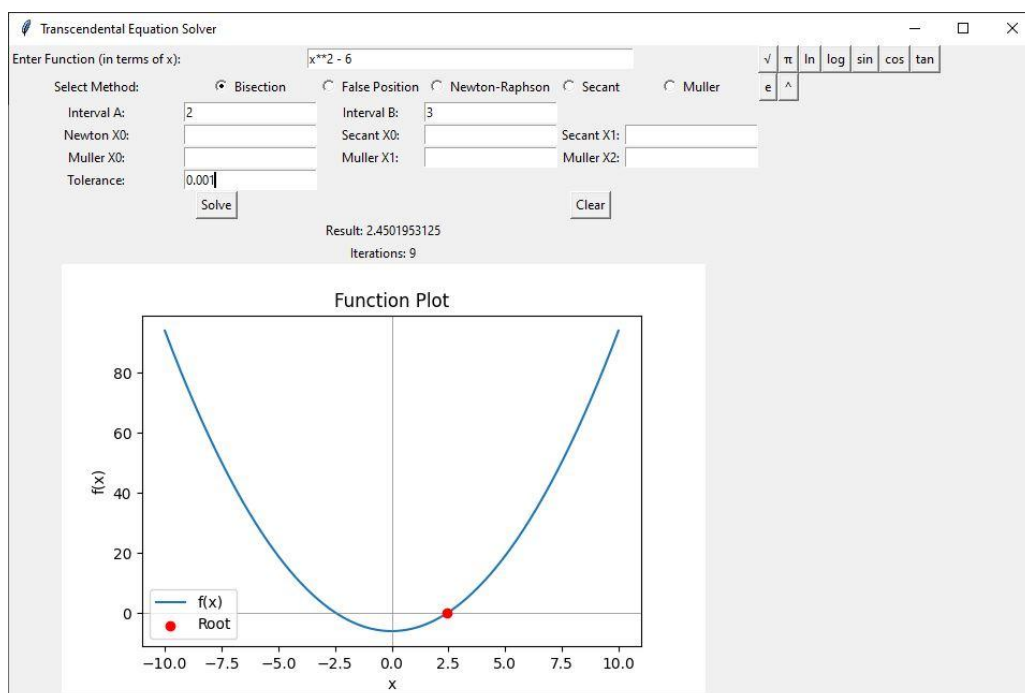 Transcendental Equation Solver
Enter Function (in terms of x): x**2 - 6 √ π ln log sin cos tan
Select Method: Bisection False Position Newton-Raphson Secant Muller e ^
Interval A: 2 Interval B: 3
Newton X0: Secant X0: Secant X1:
Muller X0: Muller X1: Muller X2:
Tolerance: 0.001
Solve Clear
Result: 2.4501953125
Iterations: 9
Function Plot
80
60
40
20
0
f(x)
f(x)
Root
−10.0 −7.5 −5.0 −2.5 0.0 2.5 5.0 7.5 10.0
x